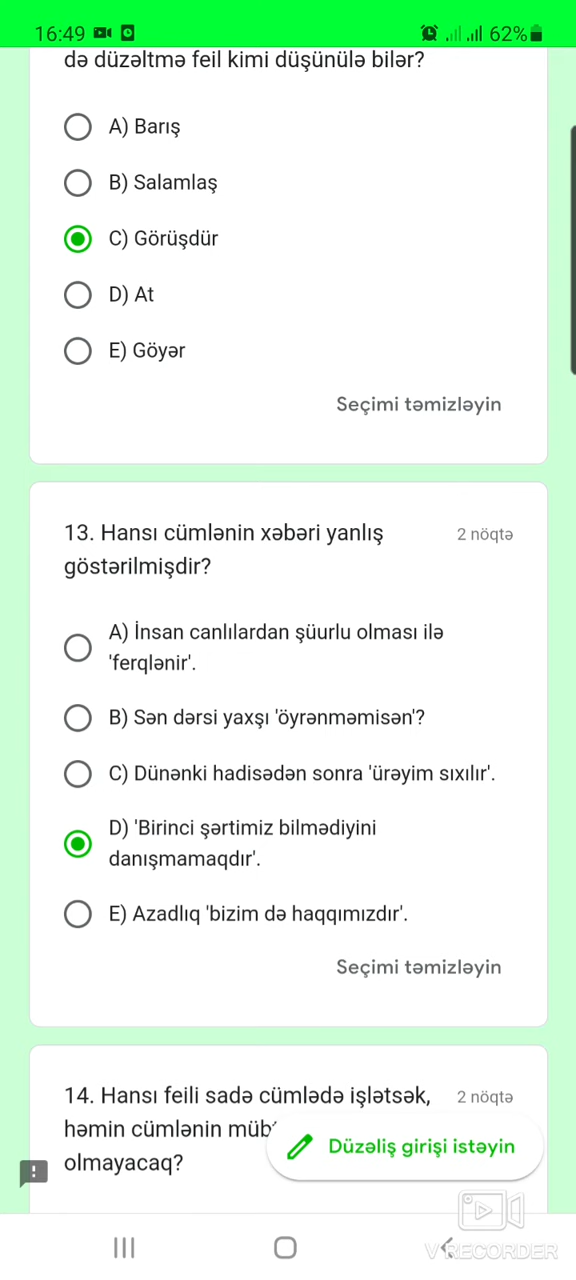 16:49
62%
də düzəltmə feil kimi düşünülə bilər?
A) Barış
B) Salamlaş
C) Görüşdür
D) At
E) Göyər
Seçimi təmizləyin
13. Hansı cümlənin xəbəri yanlış
göstərilmişdir?
2 nöqtə
A) İnsan canlılardan şüurlu olması ilə
'ferqlənir'.
B) Sən dərsi yaxşı 'öyrənməmisən'?
C) Dünənki hadisədən sonra 'ürəyim sıxılır'.
D) 'Birinci şərtimiz bilmədiyini
danışmamaqdır'.
E) Azadlıq 'bizim də haqqımızdır'.
Seçimi təmizləyin
14. Hansı feili sadə cümlədə işlətsək,
2 nöqtə
həmin cümlənin
olmayacaq?
Düzəliş girişi istəyin
V RECORDER